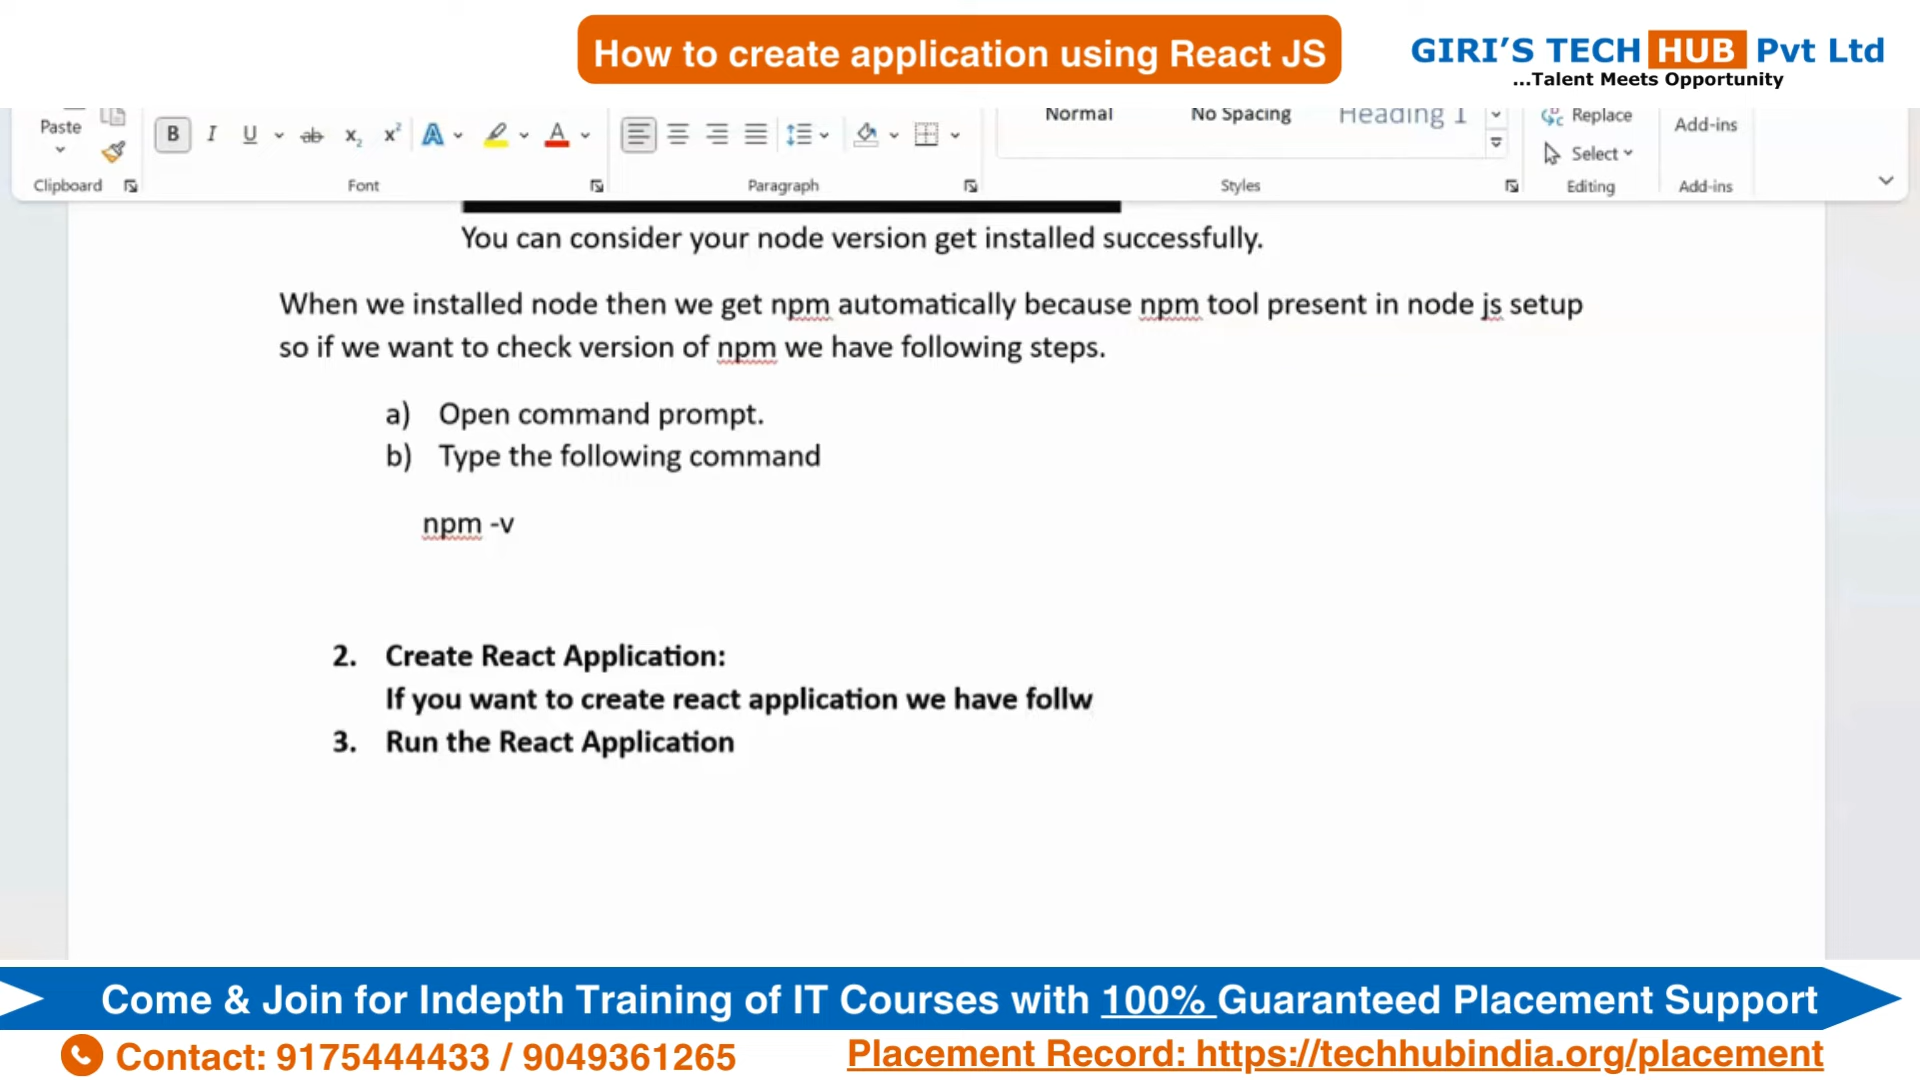 How to create application using React JS
GIRI'S TECH HUB Pvt Ltd
...Talent Meets Opportunity
Paste
B I U ab x₂ x² A A
Normal No Spacing Heading 1
Replace
Select
Add-ins
Clipboard Font Paragraph Styles Editing Add-ins
You can consider your node version get installed successfully.
When we installed node then we get npm automatically because npm tool present in node js setup
so if we want to check version of npm we have following steps.
a) Open command prompt.
b) Type the following command
npm -v
2. Create React Application:
If you want to create react application we have follw
3. Run the React Application
Come & Join for Indepth Training of IT Courses with 100% Guaranteed Placement Support
Contact: 9175444433 / 9049361265
Placement Record: https://techhubindia.org/placement